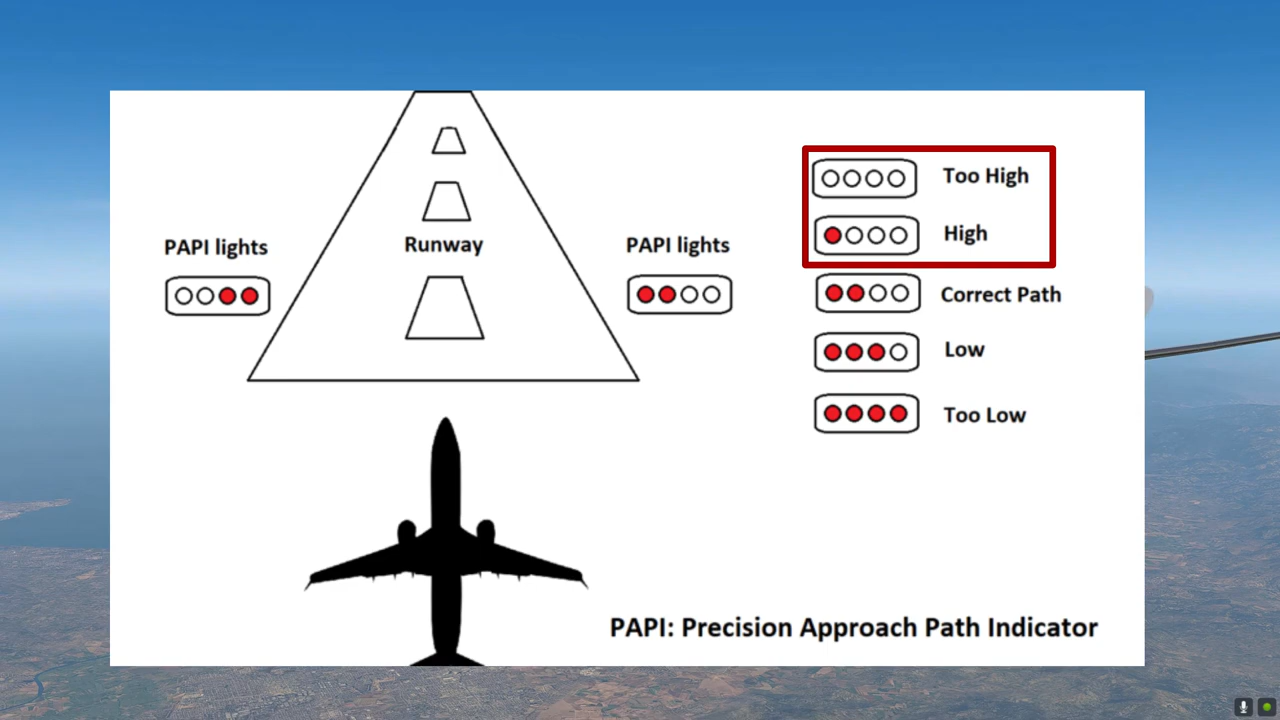 PAPI lights
Runway
PAPI lights
Too High
High
Correct Path
Low
Too Low
PAPI: Precision Approach Path Indicator